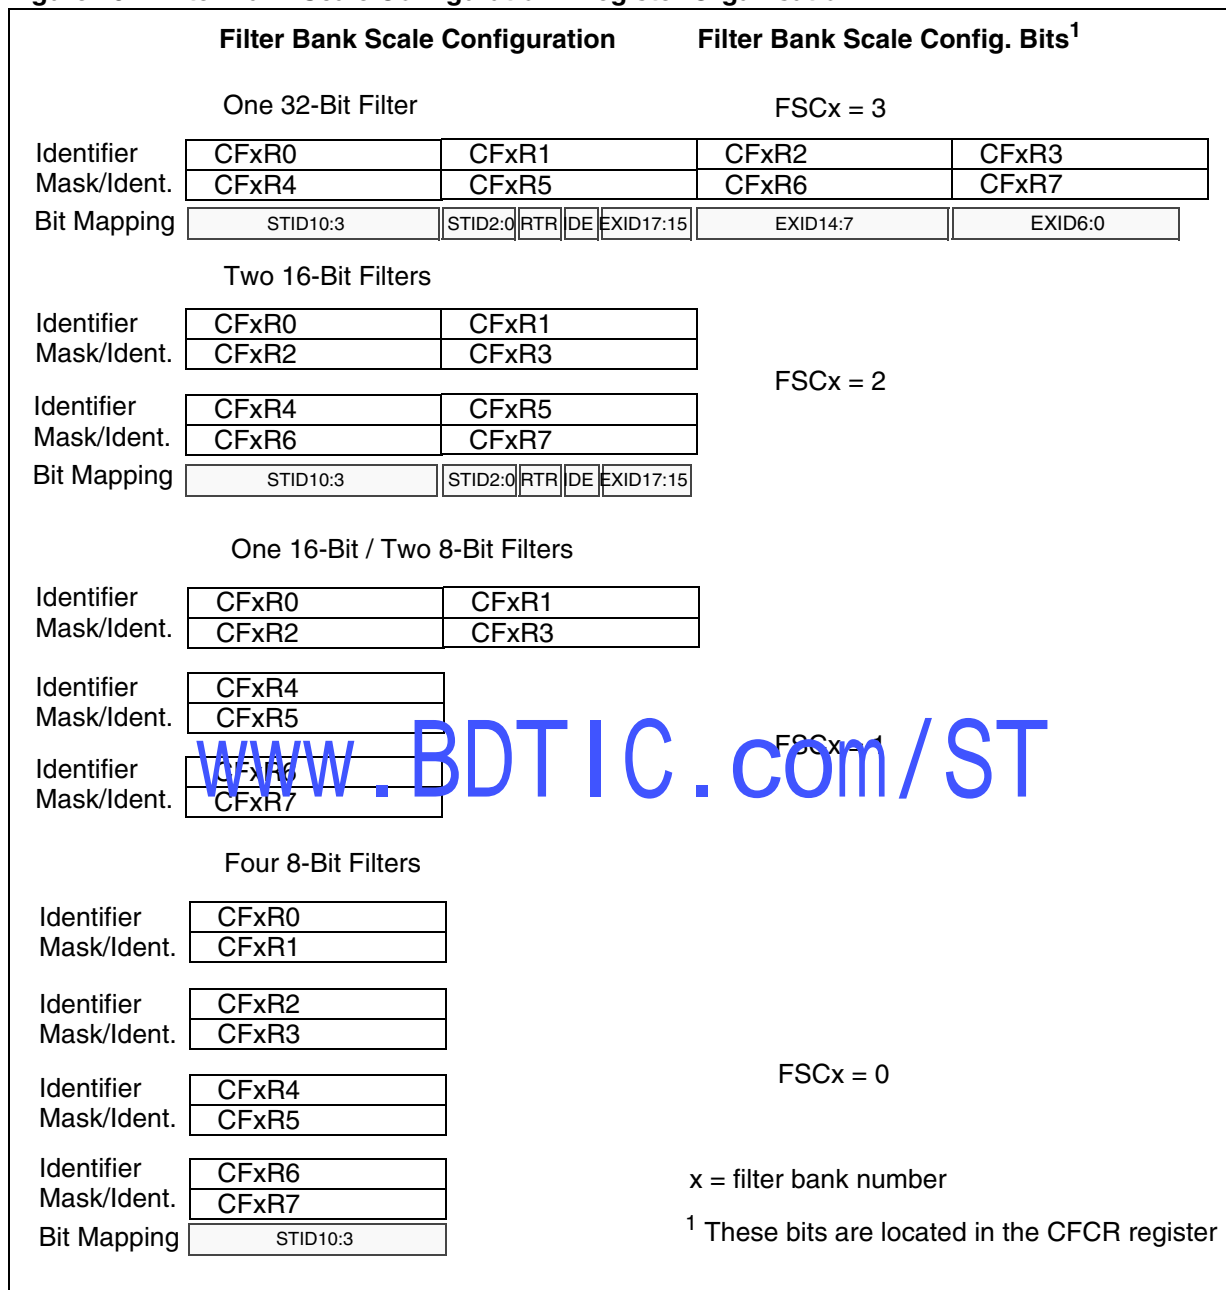 Filter Bank Scale Configuration Filter Bank Scale Config. Bits1
One 32-Bit Filter FSCx = 3
Identifier CFxR0 CFxR1 CFxR2 CFxR3
Mask/Ident. CFxR4 CFxR5 CFxR6 CFxR7
Bit Mapping STID10:3 STID2:0 RTR IDE EXID17:15 EXID14:7 EXID6:0
Two 16-Bit Filters
Identifier CFxR0 CFxR1
Mask/Ident. CFxR2 CFxR3
FSCx = 2
Identifier CFxR4 CFxR5
Mask/Ident. CFxR6 CFxR7
Bit Mapping STID10:3 STID2:0 RTR IDE EXID17:15
One 16-Bit / Two 8-Bit Filters
Identifier CFxR0 CFxR1
Mask/Ident. CFxR2 CFxR3
Identifier CFxR4
Mask/Ident. CFxR5
FSCx = 1
www.BDTIC.com/ST
Identifier CFxR6
Mask/Ident. CFxR7
Four 8-Bit Filters
Identifier CFxR0
Mask/Ident. CFxR1
Identifier CFxR2
Mask/Ident. CFxR3
FSCx = 0
Identifier CFxR4
Mask/Ident. CFxR5
Identifier CFxR6
Mask/Ident. CFxR7
x = filter bank number
Bit Mapping STID10:3
1 These bits are located in the CFCR register